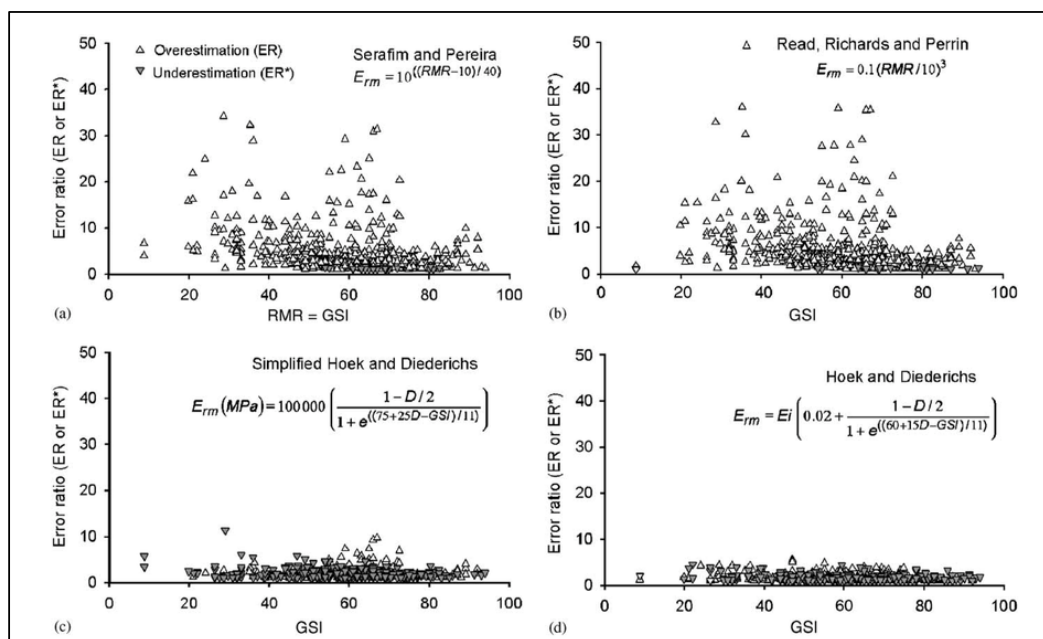 △ Overestimation (ER)
▼ Underestimation (ER*)
Serafim and Pereira
E_rm = 10^((RMR−10)/40)
Error ratio (ER or ER*)
50
40
30
20
10
0
0 20 40 60 80 100
(a)
RMR = GSI
Read, Richards and Perrin
E_rm = 0.1(RMR/10)^3
Error ratio (ER or ER*)
50
40
30
20
10
0
0 20 40 60 80 100
(b)
GSI
Simplified Hoek and Diederichs
E_rm(MPa) = 100 000 ( (1−D/2) / (1+e^((75+25D−GSI)/11)) )
Error ratio (ER or ER*)
50
40
30
20
10
0
0 20 40 60 80 100
(c)
GSI
Hoek and Diederichs
E_rm = Ei ( 0.02 + (1−D/2) / (1+e^((60+15D−GSI)/11)) )
Error ratio (ER or ER*)
50
40
30
20
10
0
0 20 40 60 80 100
(d)
GSI